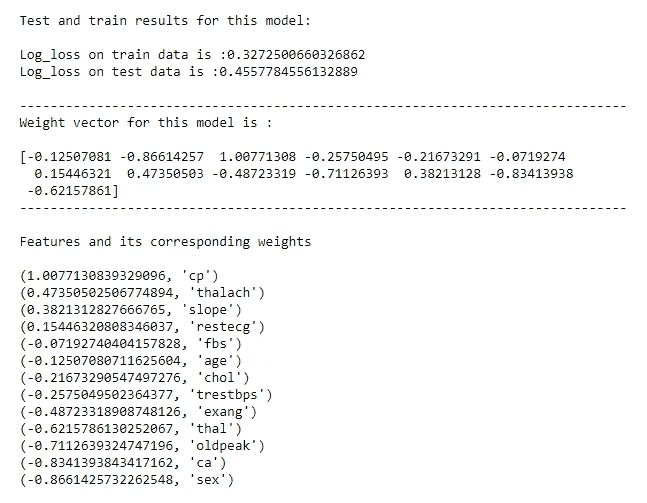 Test and train results for this model:
Log_loss on train data is :0.3272500660326862
Log_loss on test data is :0.4557784556132889
--------------------------------------------------------------------------------
Weight vector for this model is :
[-0.12507081 -0.86614257  1.00771308 -0.25750495 -0.21673291 -0.0719274
  0.15446321  0.47350503 -0.48723319 -0.71126393  0.38213128 -0.83413938
 -0.62157861]
--------------------------------------------------------------------------------
Features and its corresponding weights
(1.0077130839329096, 'cp')
(0.47350502506774894, 'thalach')
(0.3821312827666765, 'slope')
(0.15446320808346037, 'restecg')
(-0.07192740404157828, 'fbs')
(-0.12507080711625604, 'age')
(-0.21673290547497276, 'chol')
(-0.2575049502364377, 'trestbps')
(-0.48723318908748126, 'exang')
(-0.6215786130252067, 'thal')
(-0.7112639324747196, 'oldpeak')
(-0.8341393843417162, 'ca')
(-0.8661425732262548, 'sex')